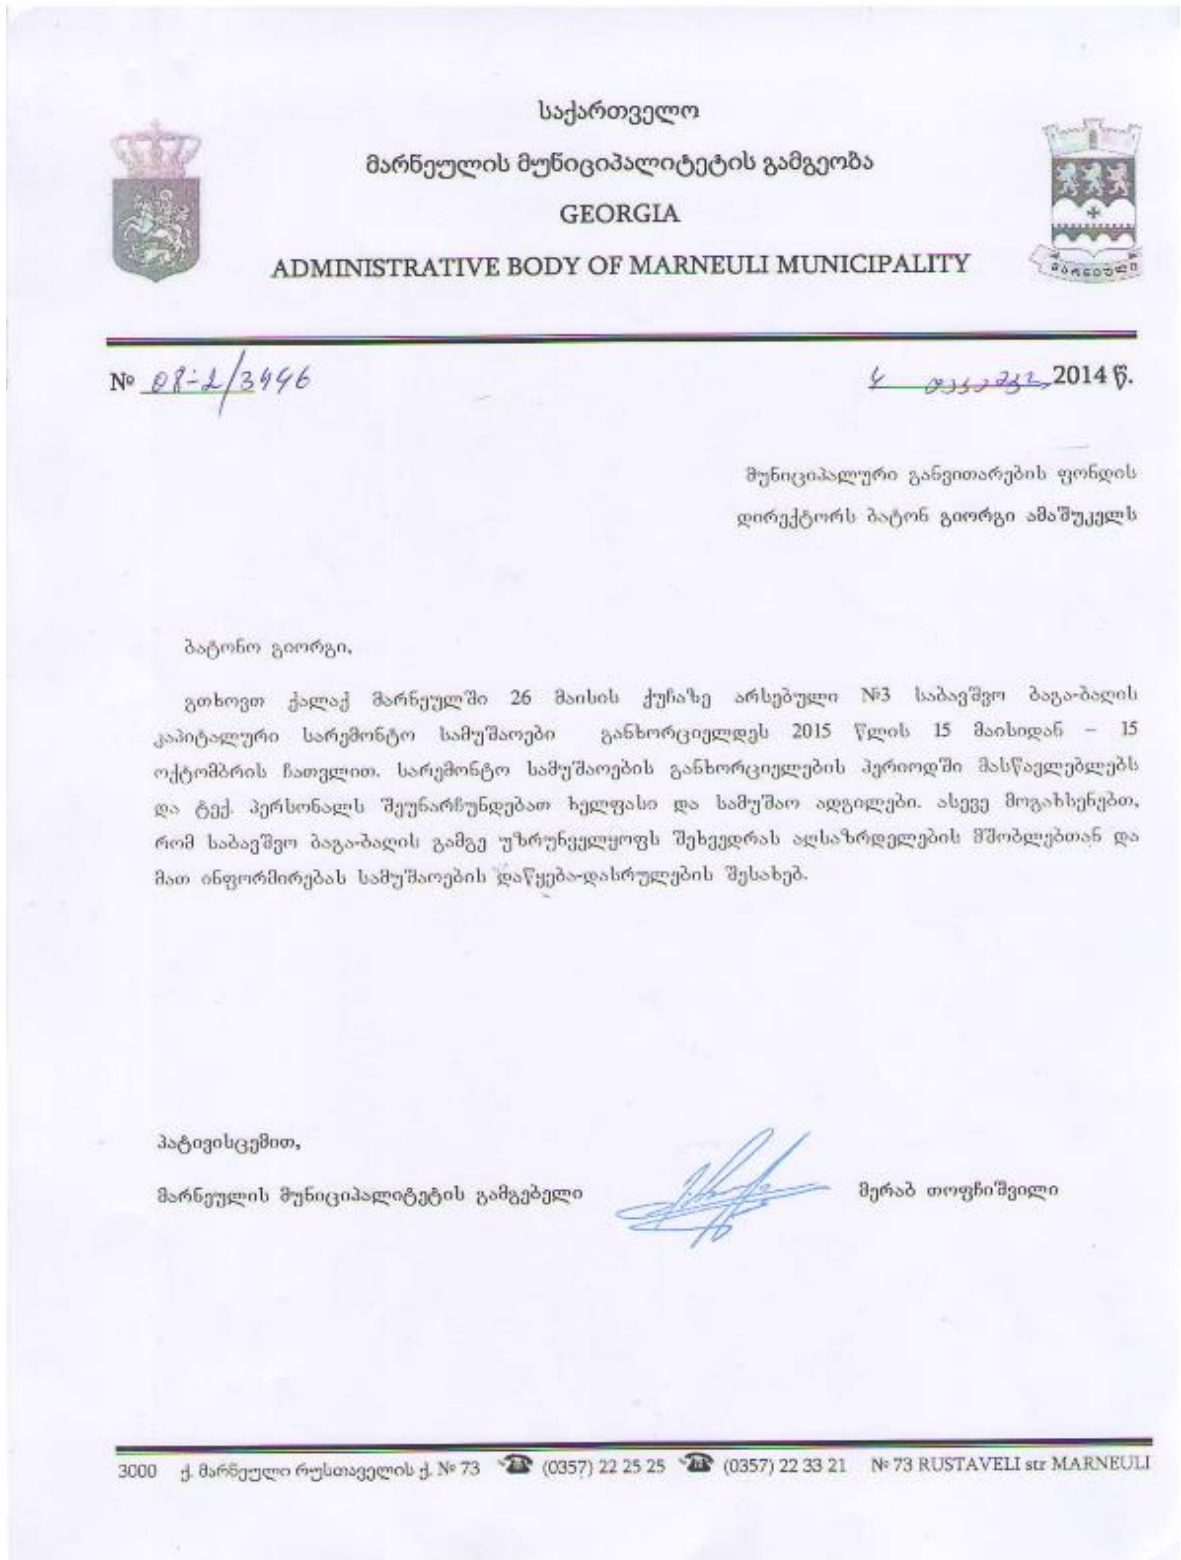 საქართველო
მარნეულის მუნიციპალიტეტის გამგეობა
GEORGIA
ADMINISTRATIVE BODY OF MARNEULI MUNICIPALITY
მარნეული
№ 08-2/3446
4 2014 წ.
მუნიციპალური განვითარების ფონდის
დირექტორს ბატონ გიორგი ამაშუკელს
ბატონო გიორგი,
გთხოვთ ქალაქ მარნეულში 26 მაისის ქუჩაზე არსებული №3 საბავშვო ბაგა-ბაღის
კაპიტალური სარემონტო სამუშაოები განხორციელდეს 2015 წლის 15 მაისიდან – 15
ოქტომბრის ჩათვლით. სარემონტო სამუშაოების განხორციელების პერიოდში მასწავლებლებს
და ტექ. პერსონალს შეუნარჩუნდებათ ხელფასი და სამუშაო ადგილები. ასევე მოგახსენებთ,
რომ საბავშვო ბაგა-ბაღის გამგე უზრუნველყოფს შეხვედრას აღსაზრდელების მშობლებთან და
მათ ინფორმირებას სამუშაოების დაწყება-დასრულების შესახებ.
პატივისცემით,
მარნეულის მუნიციპალიტეტის გამგებელი მერაბ თოფჩიშვილი
3000 ქ. მარნეული რუსთაველის ქ. № 73 ☎ (0357) 22 25 25 ☎ (0357) 22 33 21 № 73 RUSTAVELI str MARNEULI